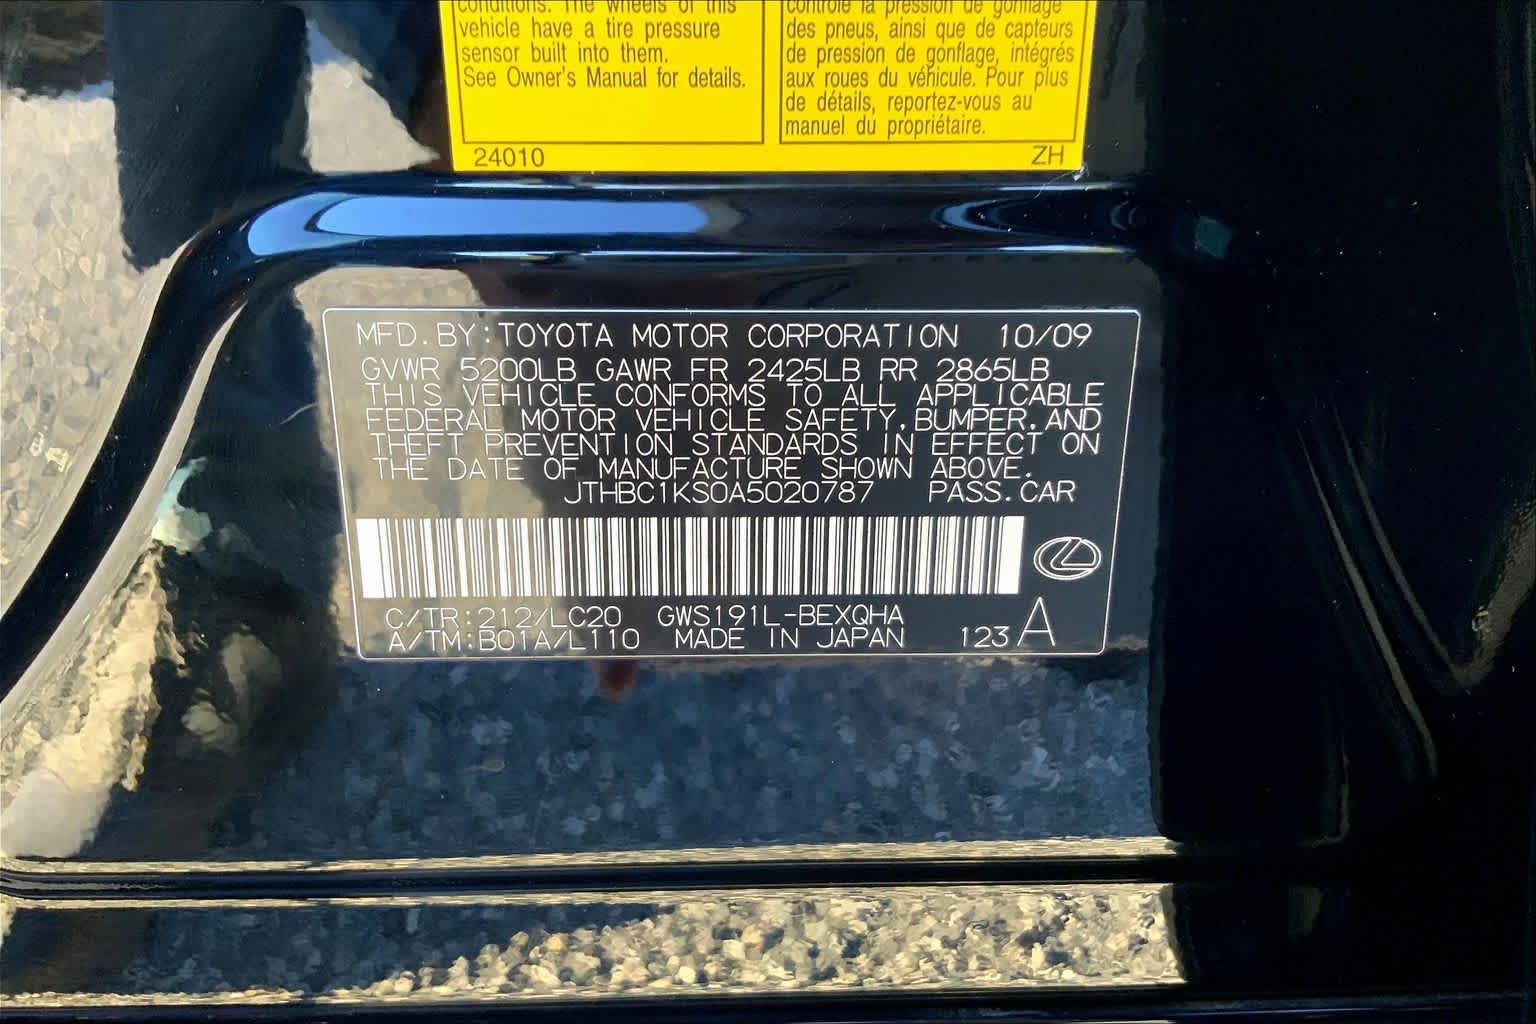 conditions. The wheels of this
vehicle have a tire pressure
sensor built into them.
See Owner's Manual for details.
contrôle la pression de gonflage
des pneus, ainsi que de capteurs
de pression de gonflage, intégrés
aux roues du véhicule. Pour plus
de détails, reportez-vous au
manuel du propriétaire.
24010 ZH
MFD.BY:TOYOTA MOTOR CORPORATION 10/09
GVWR 5200LB GAWR FR 2425LB RR 2865LB
THIS VEHICLE CONFORMS TO ALL APPLICABLE
FEDERAL MOTOR VEHICLE SAFETY,BUMPER,AND
THEFT PREVENTION STANDARDS IN EFFECT ON
THE DATE OF MANUFACTURE SHOWN ABOVE.
JTHBC1KS0A5020787 PASS.CAR
C/TR:212/LC20 GWS191L-BEXQHA
A/TM:B01A/L110 MADE IN JAPAN 123 A